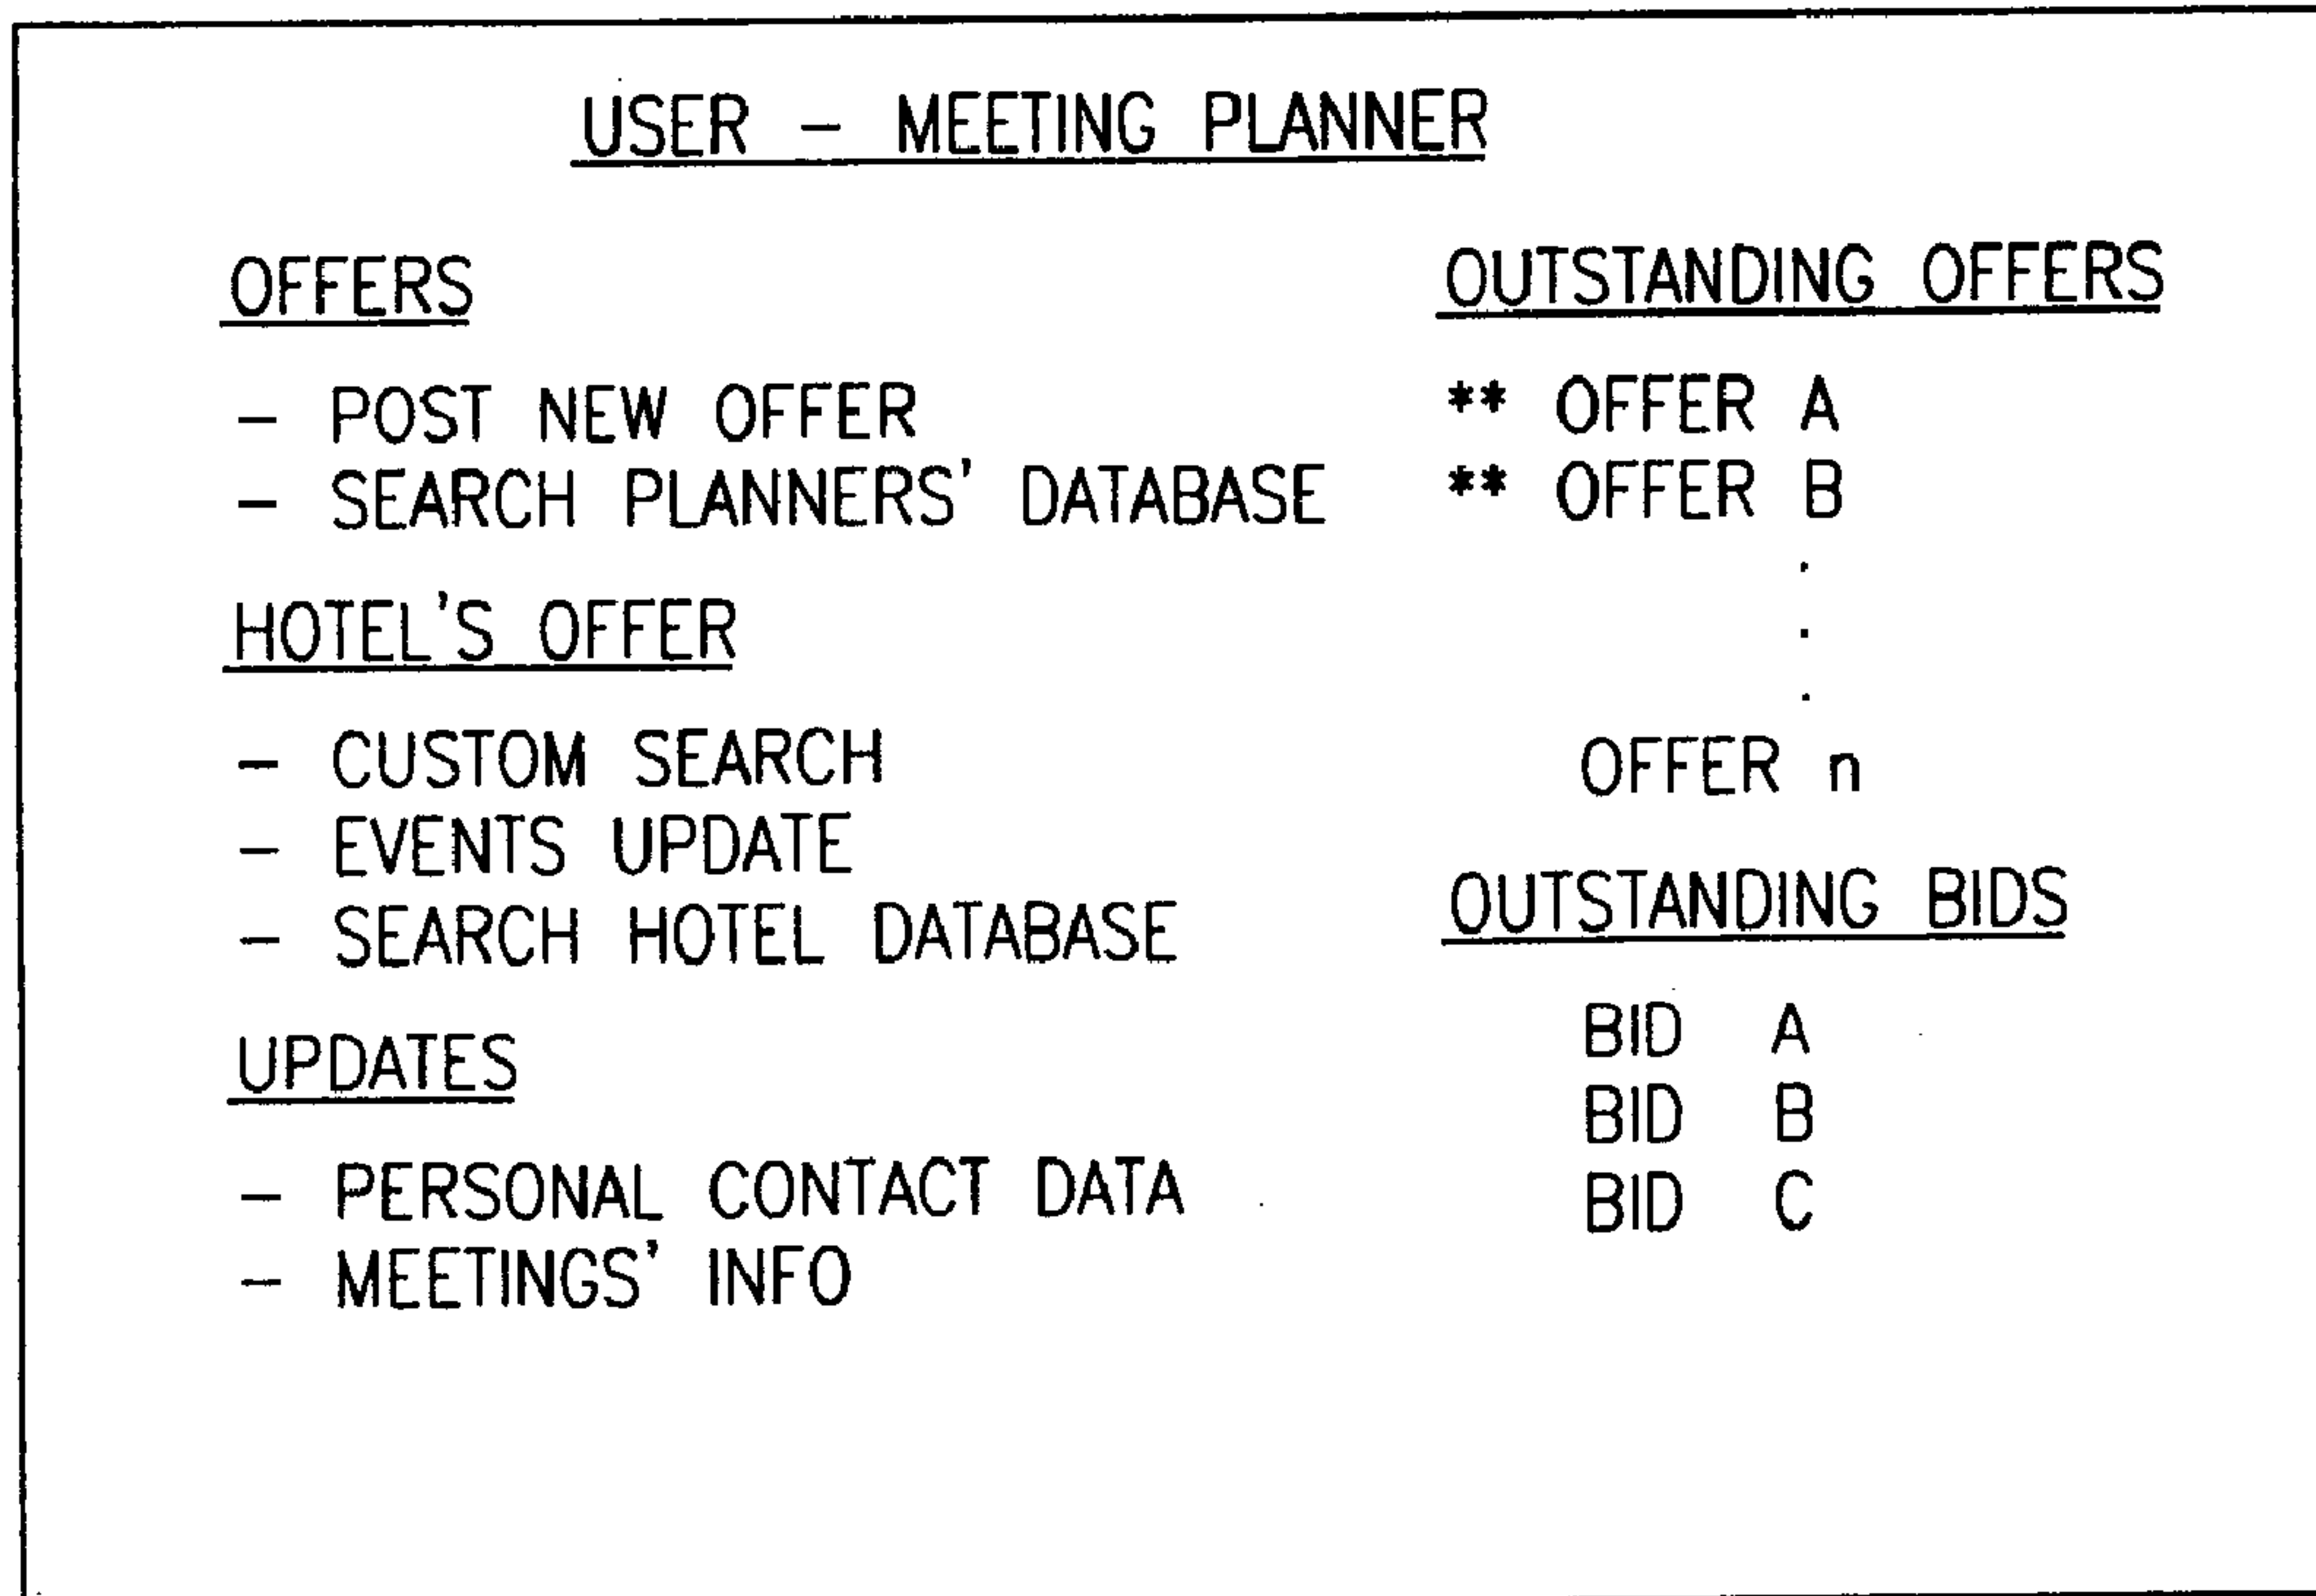 USER - MEETING PLANNER
OFFERS
- POST NEW OFFER
- SEARCH PLANNERS' DATABASE
HOTEL'S OFFER
- CUSTOM SEARCH
- EVENTS UPDATE
- SEARCH HOTEL DATABASE
UPDATES
- PERSONAL CONTACT DATA
- MEETINGS' INFO
OUTSTANDING OFFERS
** OFFER A
** OFFER B
.
.
.
OFFER n
OUTSTANDING BIDS
BID A
BID B
BID C